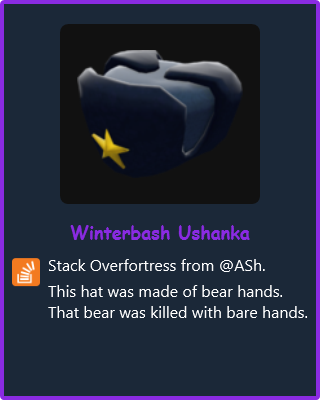 Winterbash Ushanka
Stack Overfortress from @ASh.
This hat was made of bear hands.
That bear was killed with bare hands.